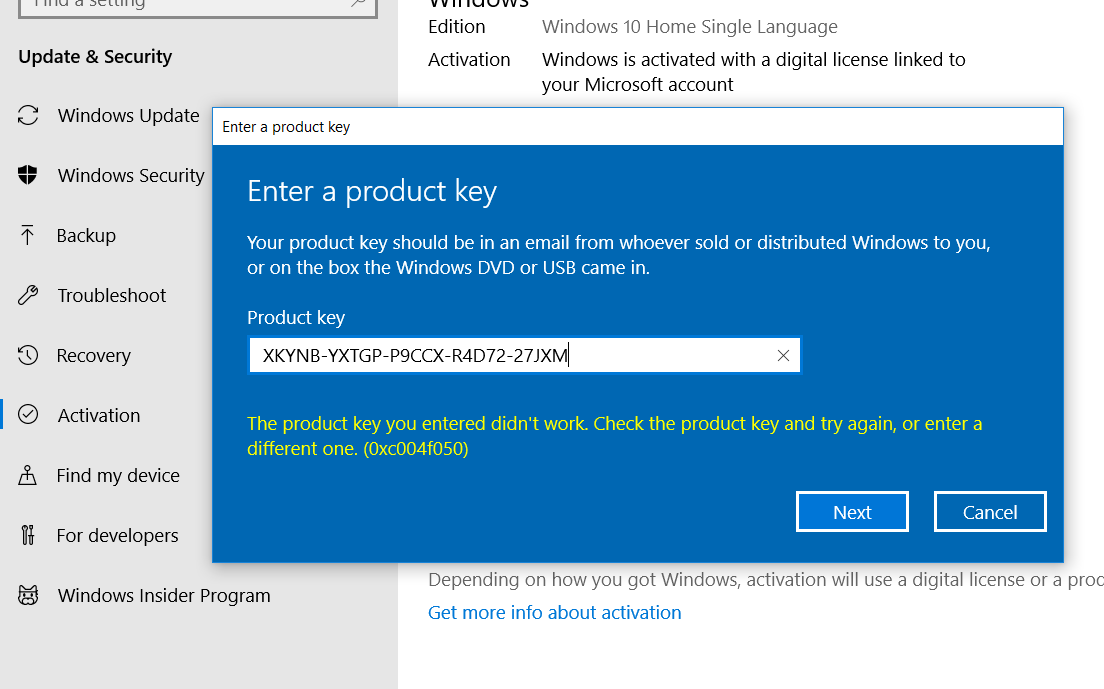 Find a setting
Windows
Update & Security
Edition Windows 10 Home Single Language
Activation Windows is activated with a digital license linked to
your Microsoft account
Windows Update
Windows Security
Backup
Troubleshoot
Recovery
Activation
Find my device
For developers
Windows Insider Program
Enter a product key
Enter a product key
Your product key should be in an email from whoever sold or distributed Windows to you,
or on the box the Windows DVD or USB came in.
Product key
XKYNB-YXTGP-P9CCX-R4D72-27JXM
The product key you entered didn't work. Check the product key and try again, or enter a
different one. (0xc004f050)
Next Cancel
Depending on how you got Windows, activation will use a digital license or a prod
Get more info about activation